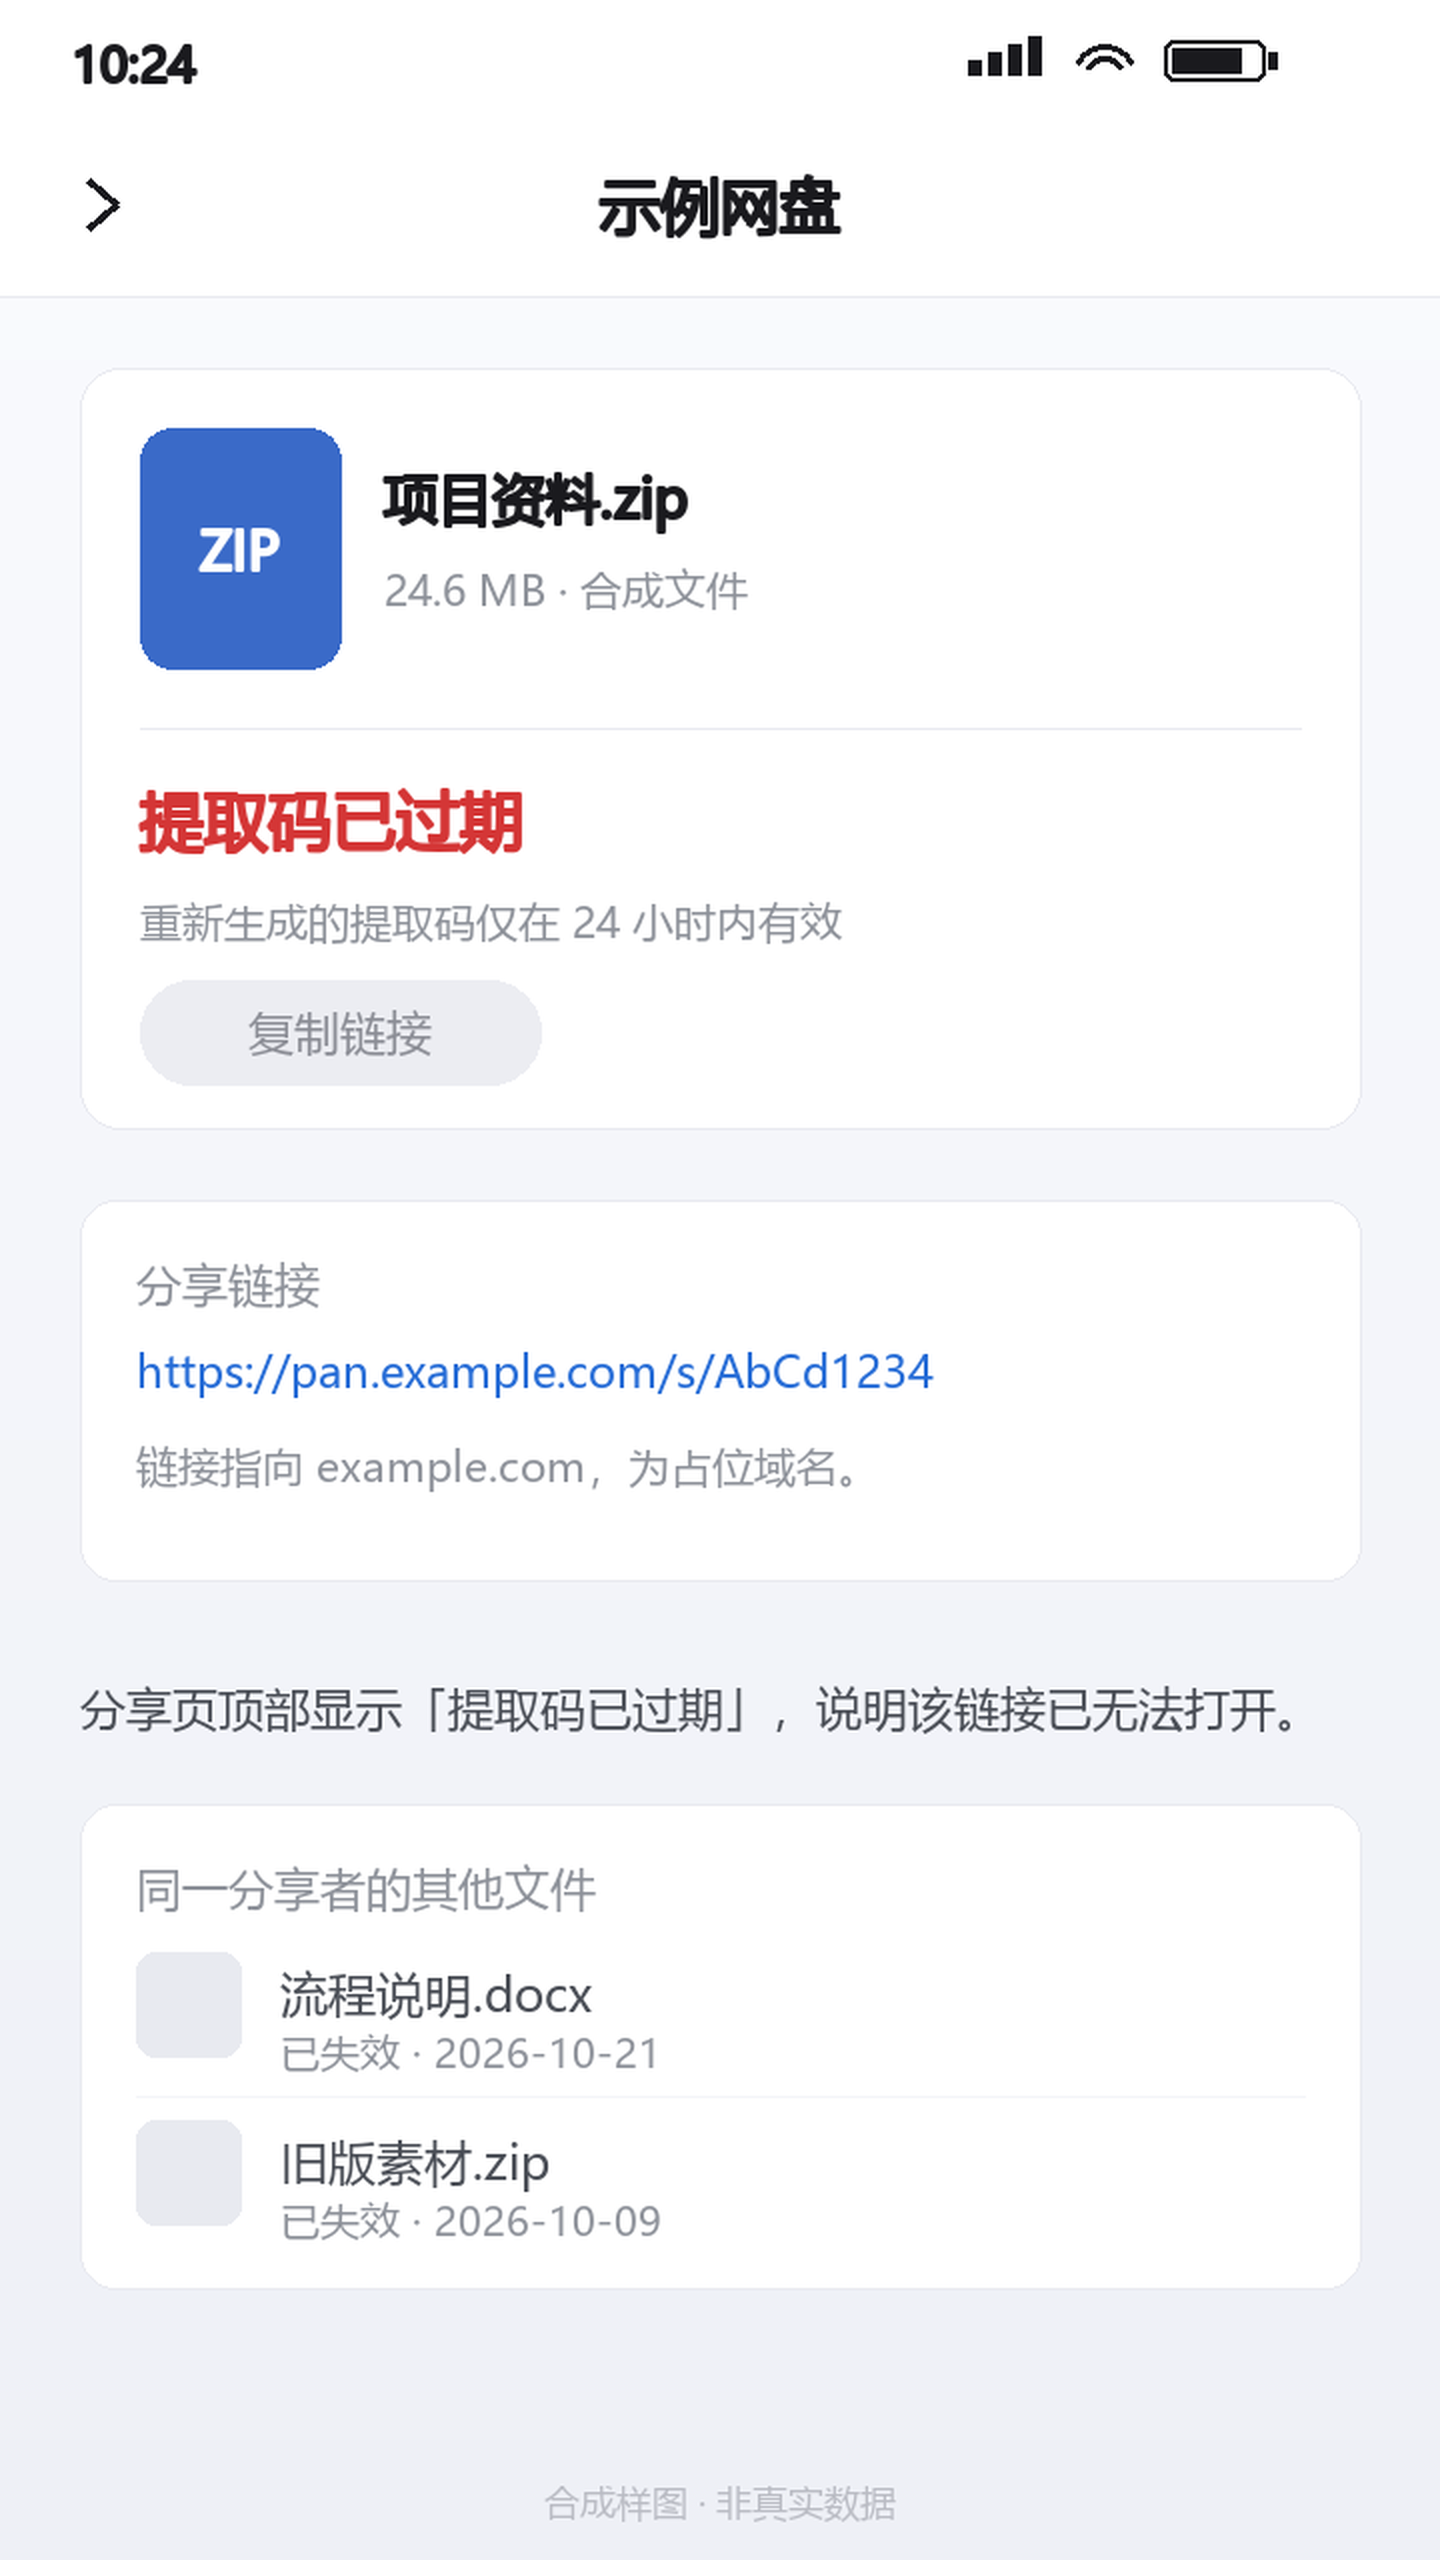 10:24
示例网盘
ZIP
项目资料.zip
24.6 MB · 合成文件
提取码已过期
重新生成的提取码仅在 24 小时内有效
复制链接
分享链接
https://pan.example.com/s/AbCd1234
链接指向 example.com，为占位域名。
分享页顶部显示「提取码已过期」，说明该链接已无法打开。
同一分享者的其他文件
流程说明.docx
已失效 · 2026-10-21
旧版素材.zip
已失效 · 2026-10-09
合成样图 · 非真实数据